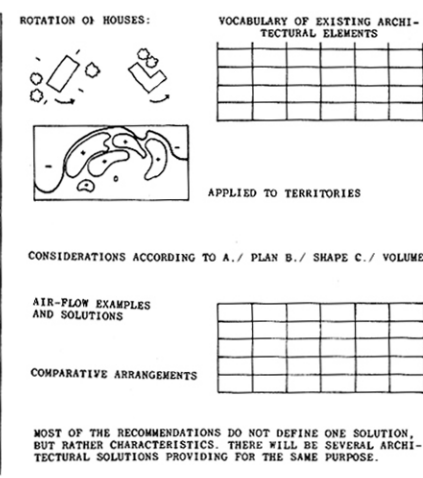 ROTATION OF HOUSES:
VOCABULARY OF EXISTING ARCHI-
TECTURAL ELEMENTS
APPLIED TO TERRITORIES
CONSIDERATIONS ACCORDING TO A./ PLAN B./ SHAPE C./ VOLUME
AIR-FLOW EXAMPLES
AND SOLUTIONS
COMPARATIVE ARRANGEMENTS
MOST OF THE RECOMMENDATIONS DO NOT DEFINE ONE SOLUTION,
BUT RATHER CHARACTERISTICS. THERE WILL BE SEVERAL ARCHI-
TECTURAL SOLUTIONS PROVIDING FOR THE SAME PURPOSE.